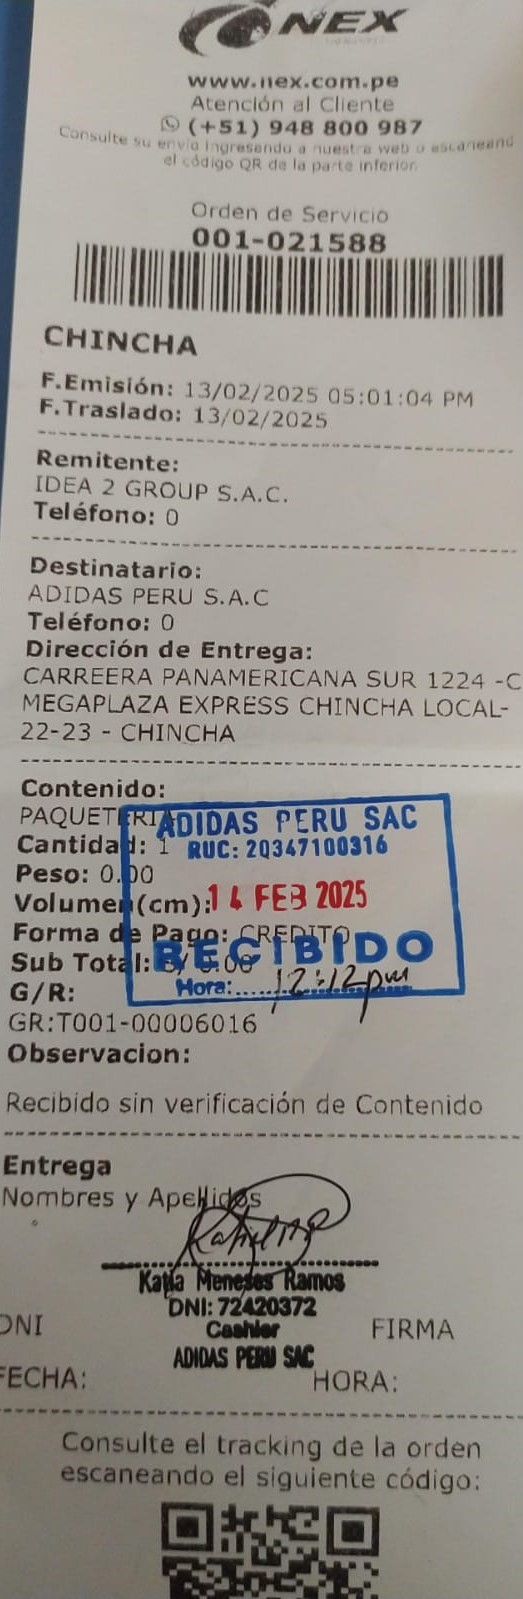 NEX
www.nex.com.pe
Atención al Cliente
(+51) 948 800 987
Consulte su envío ingresando a nuestra web o escaneand
el código QR de la parte inferior.
Orden de Servicio
001-021588
CHINCHA
F.Emisión: 13/02/2025 05:01:04 PM
F.Traslado: 13/02/2025
Remitente:
IDEA 2 GROUP S.A.C.
Teléfono: 0
Destinatario:
ADIDAS PERU S.A.C
Teléfono: 0
Dirección de Entrega:
CARREERA PANAMERICANA SUR 1224 -C
MEGAPLAZA EXPRESS CHINCHA LOCAL-
22-23 - CHINCHA
Contenido:
PAQUETERIA
ADIDAS PERU SAC
Cantidad: 1
RUC: 20347100316
Peso: 0.00
Volumen(cm):
14 FEB 2025
Forma de Pago: CREDITO
RECIBIDO
Sub Total: S/ 0.00
Hora: 12:12pm
G/R:
GR:T001-00006016
Observacion:
Recibido sin verificación de Contenido
Entrega
Nombres y Apellidos
Katia Meneses Ramos
DNI: 72420372
Cashier
ADIDAS PERU SAC
DNI
FIRMA
FECHA:
HORA:
Consulte el tracking de la orden
escaneando el siguiente código: